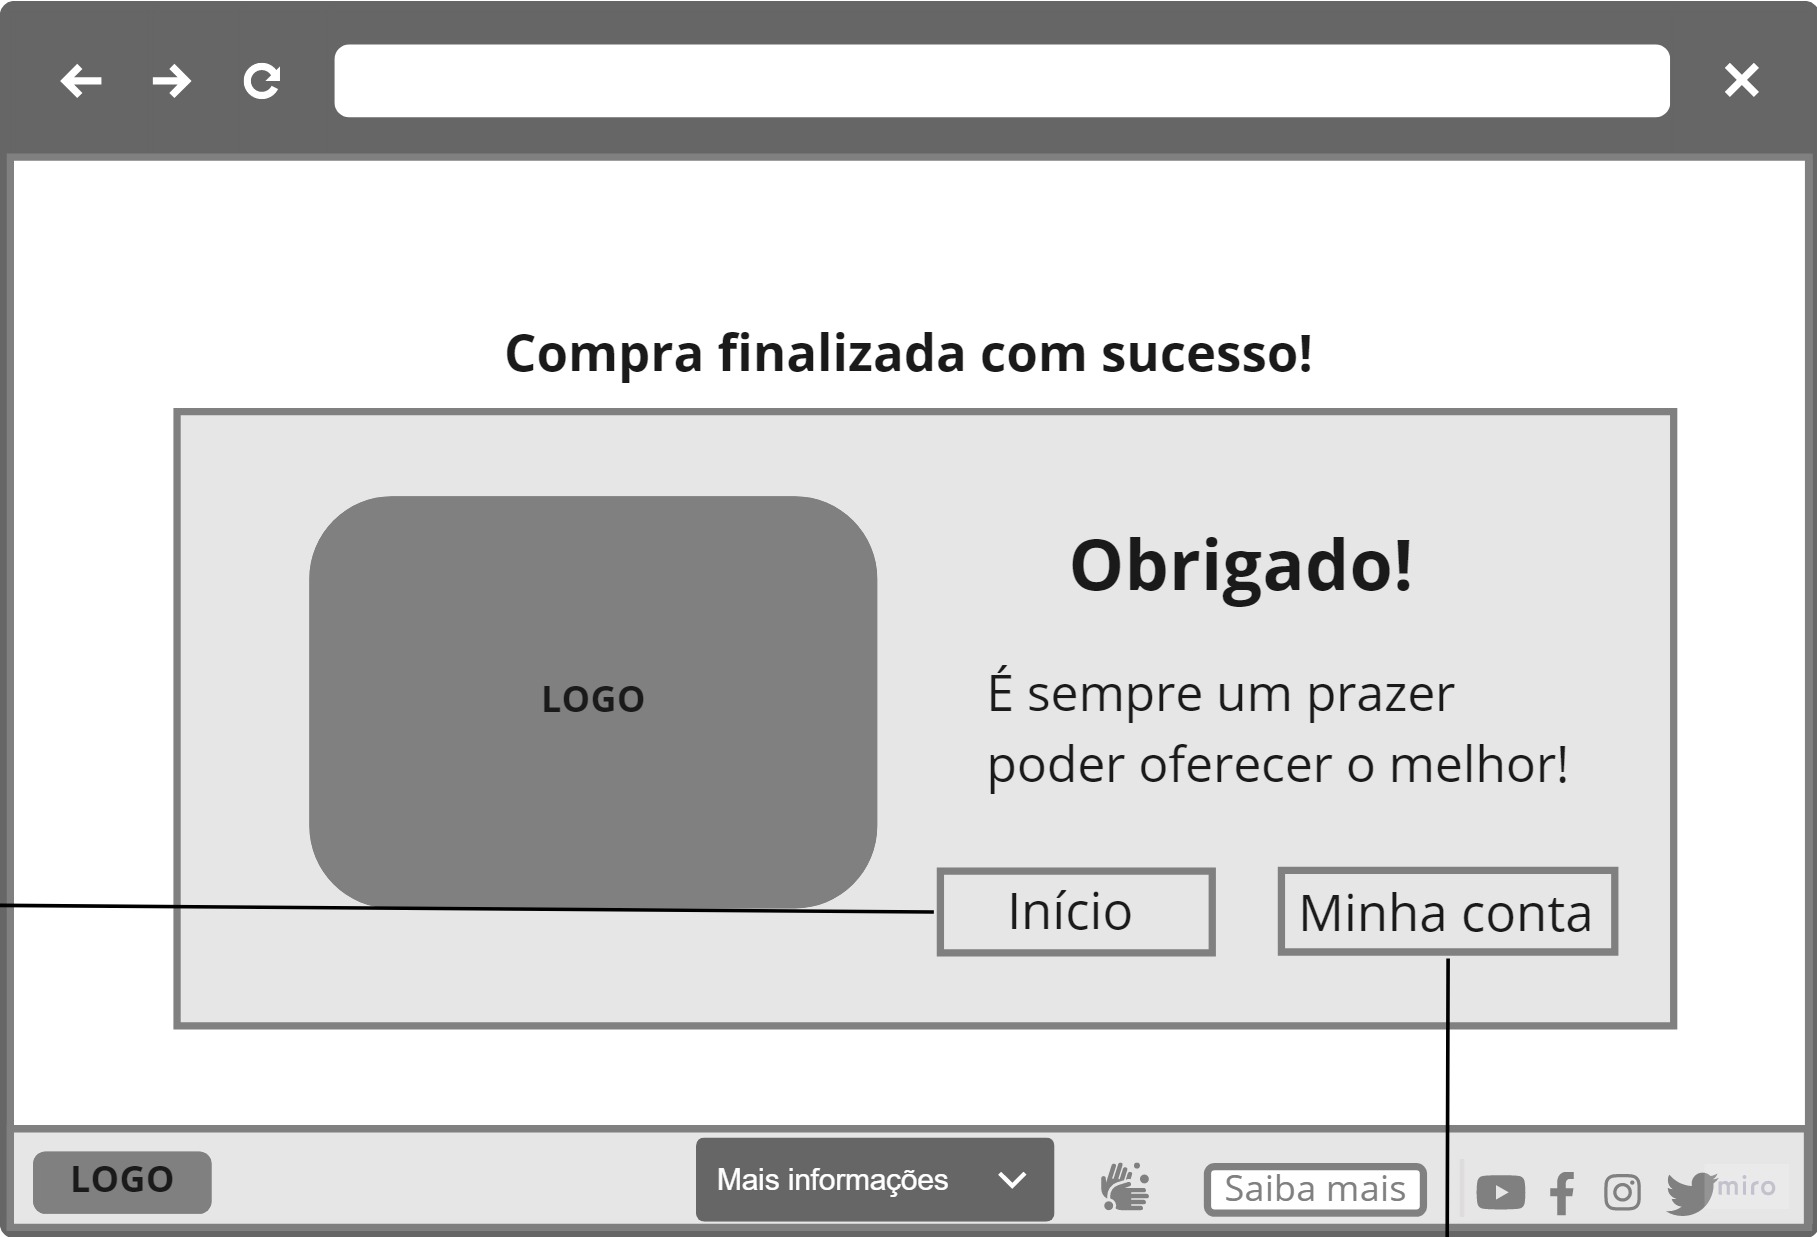 Compra finalizada com sucesso!
LOGO
Obrigado!
É sempre um prazer
poder oferecer o melhor!
Início
Minha conta
LOGO
Mais informações
Saiba mais
miro